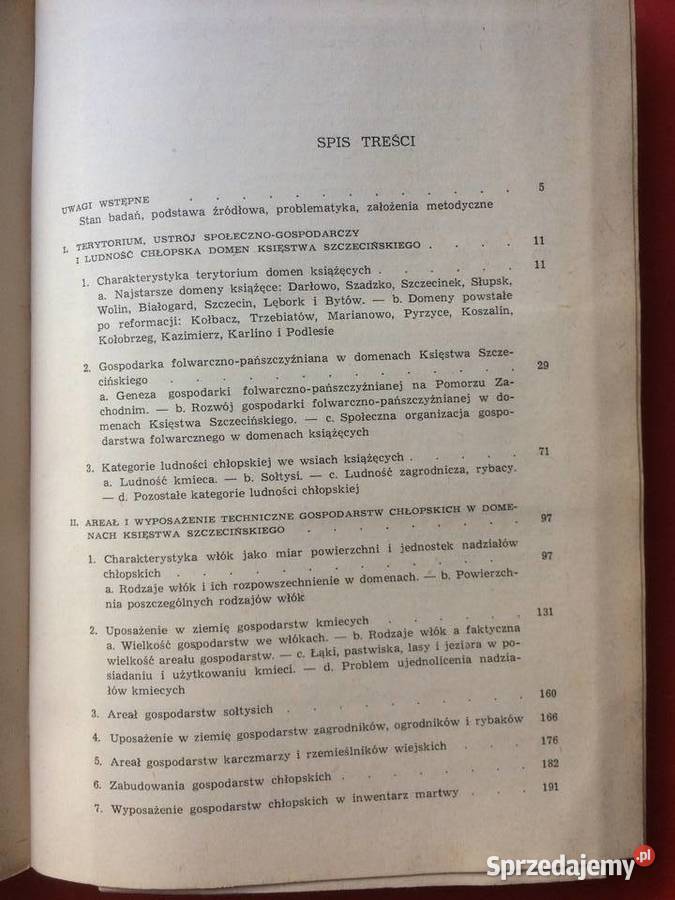 SPIS TREŚCI
UWAGI WSTĘPNE . . . . . . . . . . . . 5
Stan badań, podstawa źródłowa, problematyka, założenia metodyczne
I. TERYTORIUM, USTRÓJ SPOŁECZNO-GOSPODARCZY
I LUDNOŚĆ CHŁOPSKA DOMEN KSIĘSTWA SZCZECIŃSKIEGO . . . . 11
1. Charakterystyka terytorium domen książęcych . . . . . . 11
a. Najstarsze domeny książęce: Darłowo, Szadzko, Szczecinek, Słupsk,
Wolin, Białogard, Szczecin, Lębork i Bytów. — b. Domeny powstałe
po reformacji: Kołbacz, Trzebiatów, Marianowo, Pyrzyce, Koszalin,
Kołobrzeg, Kazimierz, Karlino i Podlesie
2. Gospodarka folwarczno-pańszczyźniana w domenach Księstwa Szcze-
cińskiego . . . . . . . . . . . . . . 29
a. Geneza gospodarki folwarczno-pańszczyźnianej na Pomorzu Za-
chodnim. — b. Rozwój gospodarki folwarczno-pańszczyźnianej w do-
menach Księstwa Szczecińskiego. — c. Społeczna organizacja gospo-
darstwa folwarcznego w domenach książęcych
3. Kategorie ludności chłopskiej we wsiach książęcych . . . . . 71
a. Ludność kmieca. — b. Sołtysi. — c. Ludność zagrodnicza, rybacy.
— d. Pozostałe kategorie ludności chłopskiej
II. AREAŁ I WYPOSAŻENIE TECHNICZNE GOSPODARSTW CHŁOPSKICH W DOME-
NACH KSIĘSTWA SZCZECIŃSKIEGO . . . . . . . . 97
1. Charakterystyka włók jako miar powierzchni i jednostek nadziałów
chłopskich . . . . . . . . . . . . . 97
a. Rodzaje włók i ich rozpowszechnienie w domenach. — b. Powierzch-
nia poszczególnych rodzajów włók
2. Uposażenie w ziemię gospodarstw kmiecych . . . . . . 131
a. Wielkość gospodarstw we włókach. — b. Rodzaje włók a faktyczna
wielkość areału gospodarstw. — c. Łąki, pastwiska, lasy i jeziora w po-
siadaniu i użytkowaniu kmieci. — d. Problem ujednolicenia nadzia-
łów kmiecych
3. Areał gospodarstw sołtysich . . . . . . . . . 160
4. Uposażenie w ziemię gospodarstw zagrodników, ogrodników i rybaków 166
5. Areał gospodarstw karczmarzy i rzemieślników wiejskich . . . 176
6. Zabudowania gospodarstw chłopskich . . . . . . . 182
7. Wyposażenie gospodarstw chłopskich w inwentarz martwy . . . 191
Sprzedajemy.pl